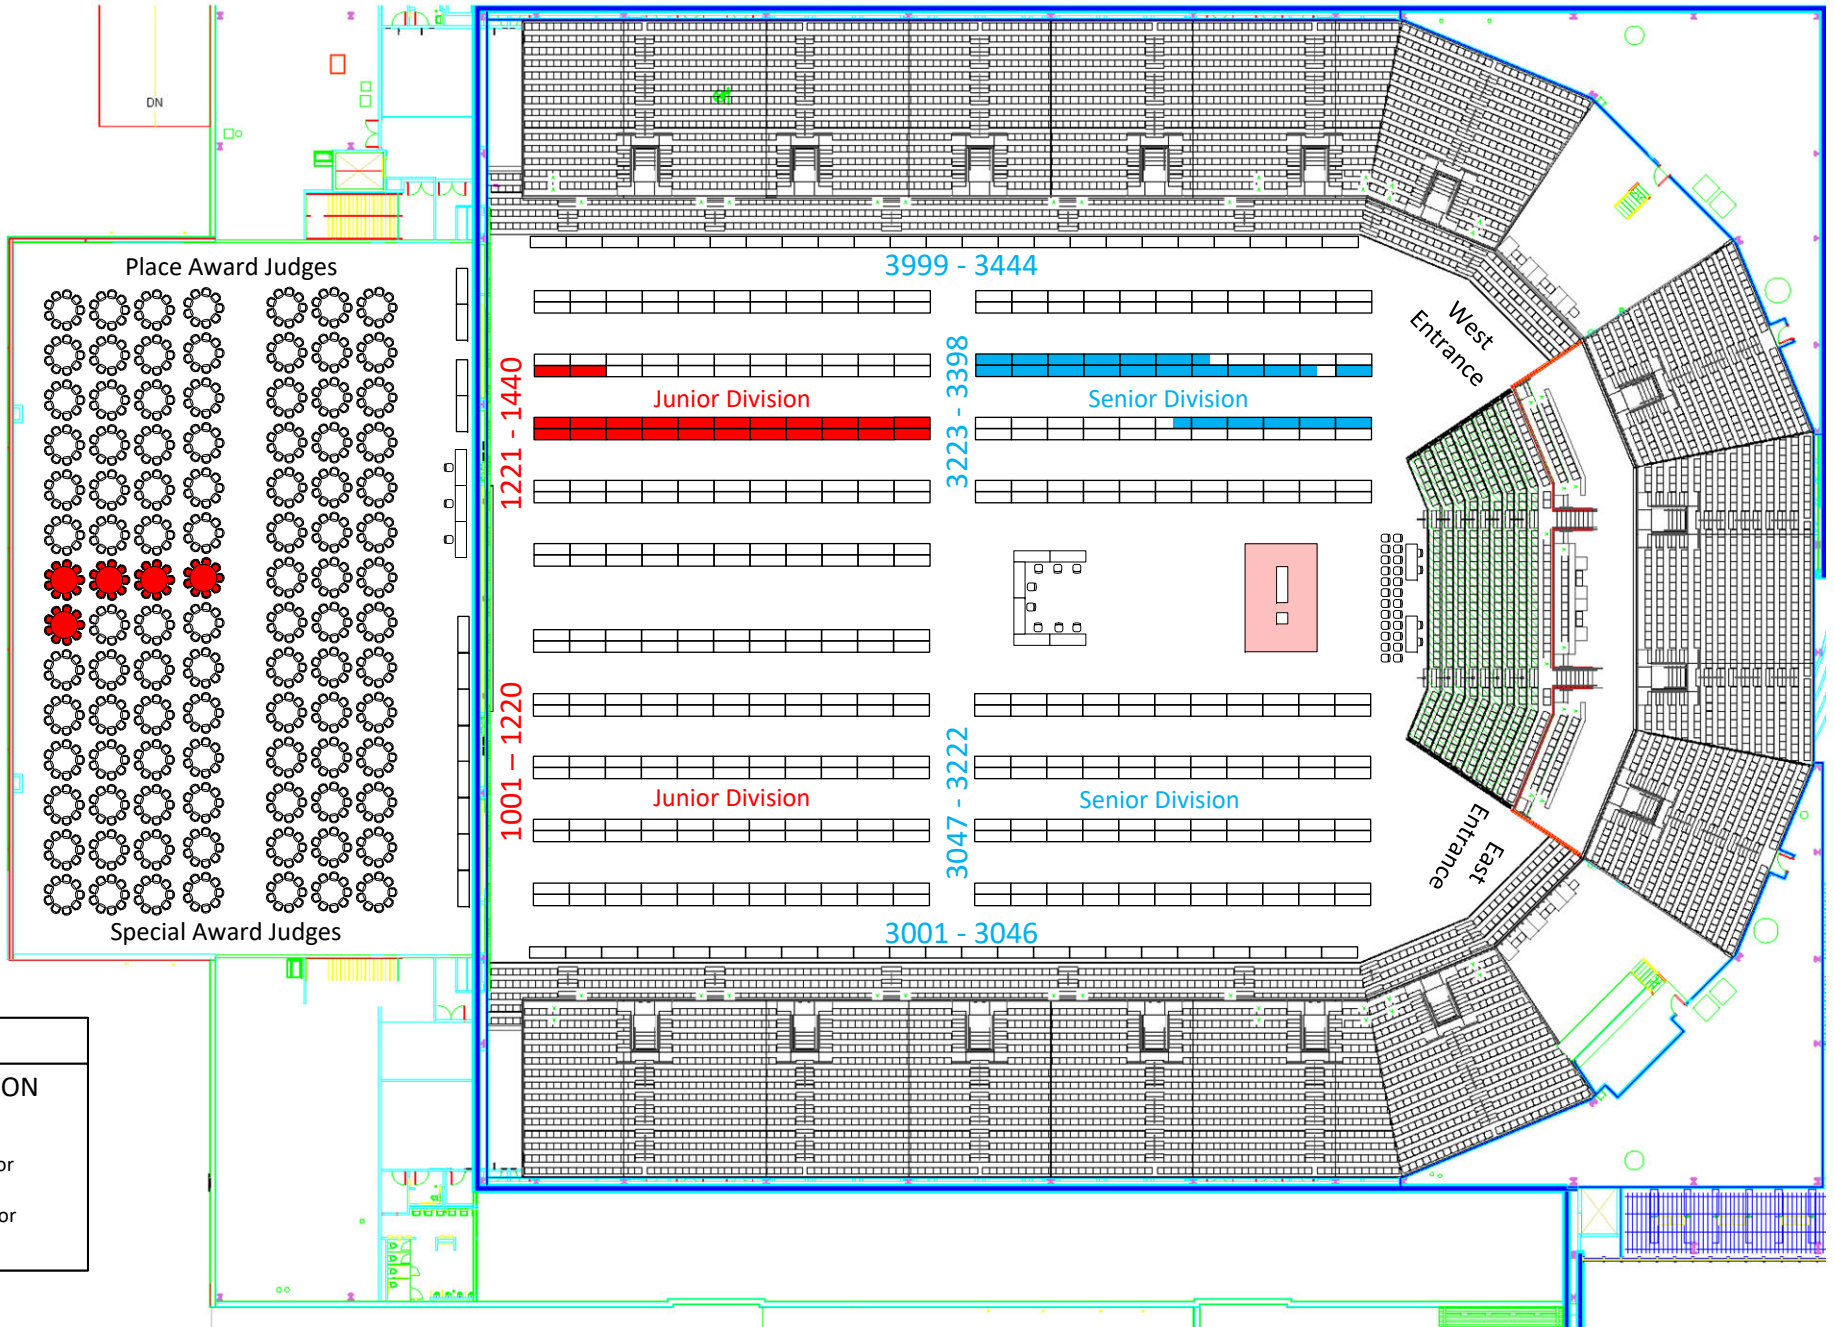 DN
Place Award Judges
3999 - 3444
West
Entrance
1221 - 1440
3223 - 3398
Junior Division
Senior Division
1001 – 1220
3047 - 3222
Junior Division
Senior Division
East
Entrance
Special Award Judges
3001 - 3046
ON
or
or